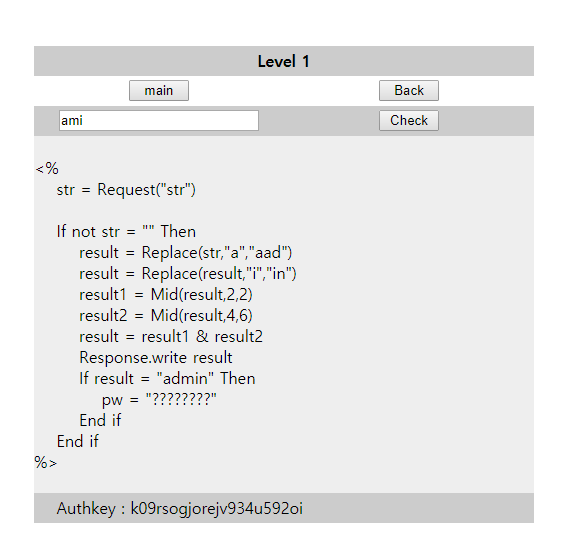 Level 1
main Back
ami Check
<%
str = Request("str")
If not str = "" Then
result = Replace(str,"a","aad")
result = Replace(result,"i","in")
result1 = Mid(result,2,2)
result2 = Mid(result,4,6)
result = result1 & result2
Response.write result
If result = "admin" Then
pw = "????????"
End if
End if
%>
Authkey : k09rsogjorejv934u592oi